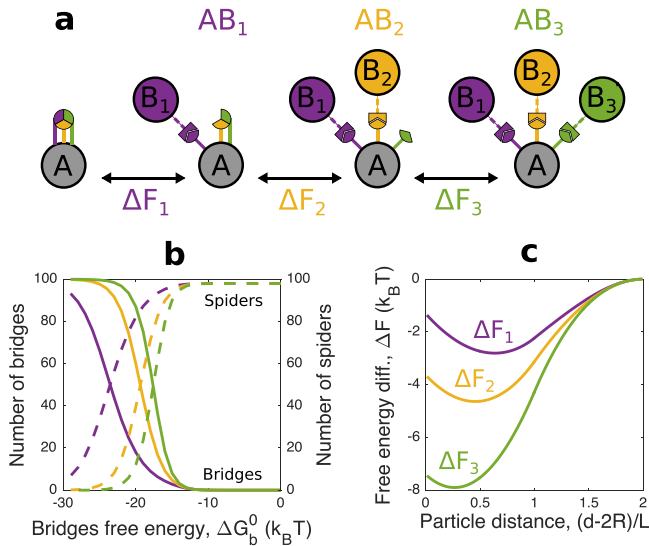 a
AB₁
AB₂
AB₃
B₁
A
A
B₁
B₂
A
B₁
B₂
B₃
A
ΔF₁
ΔF₂
ΔF₃
b
Number of bridges
100
80
60
40
20
0
Spiders
Bridges
100
80
60
40
20
0
Number of spiders
-30
-20
-10
0
Bridges free energy, ΔG⁰_b (k_BT)
c
Free energy diff., ΔF (k_BT)
0
-2
-4
-6
-8
ΔF₁
ΔF₂
ΔF₃
0
0.5
1
1.5
2
Particle distance, (d-2R)/L